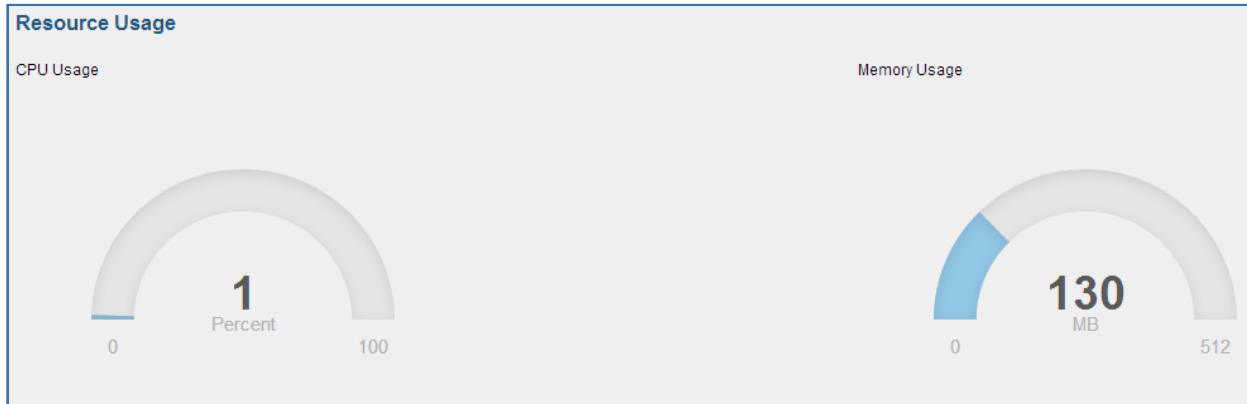 Resource Usage
CPU Usage
Memory Usage
1
Percent
0
100
130
MB
0
512